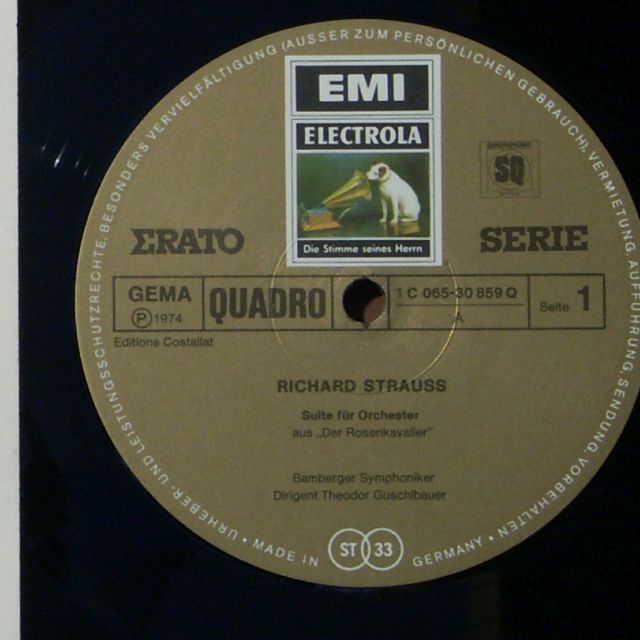 URHEBER- UND LEISTUNGSSCHUTZRECHTE, BESONDERS VERVIELFÄLTIGUNG (AUSSER ZUM PERSÖNLICHEN GEBRAUCH), VERMIETUNG, AUFFÜHRUNG, SENDUNG, VORBEHALTEN
EMI
ELECTROLA
Die Stimme seines Herrn
QUADRAPHONIC
SQ
ERATO
SERIE
GEMA
Ⓟ 1974
QUADRO
1 C 065-30 859 Q
A
Seite 1
Editions Costallat
RICHARD STRAUSS
Suite für Orchester
aus „Der Rosenkavalier"
Bamberger Symphoniker
Dirigent Theodor Guschlbauer
• MADE IN ST 33 GERMANY •